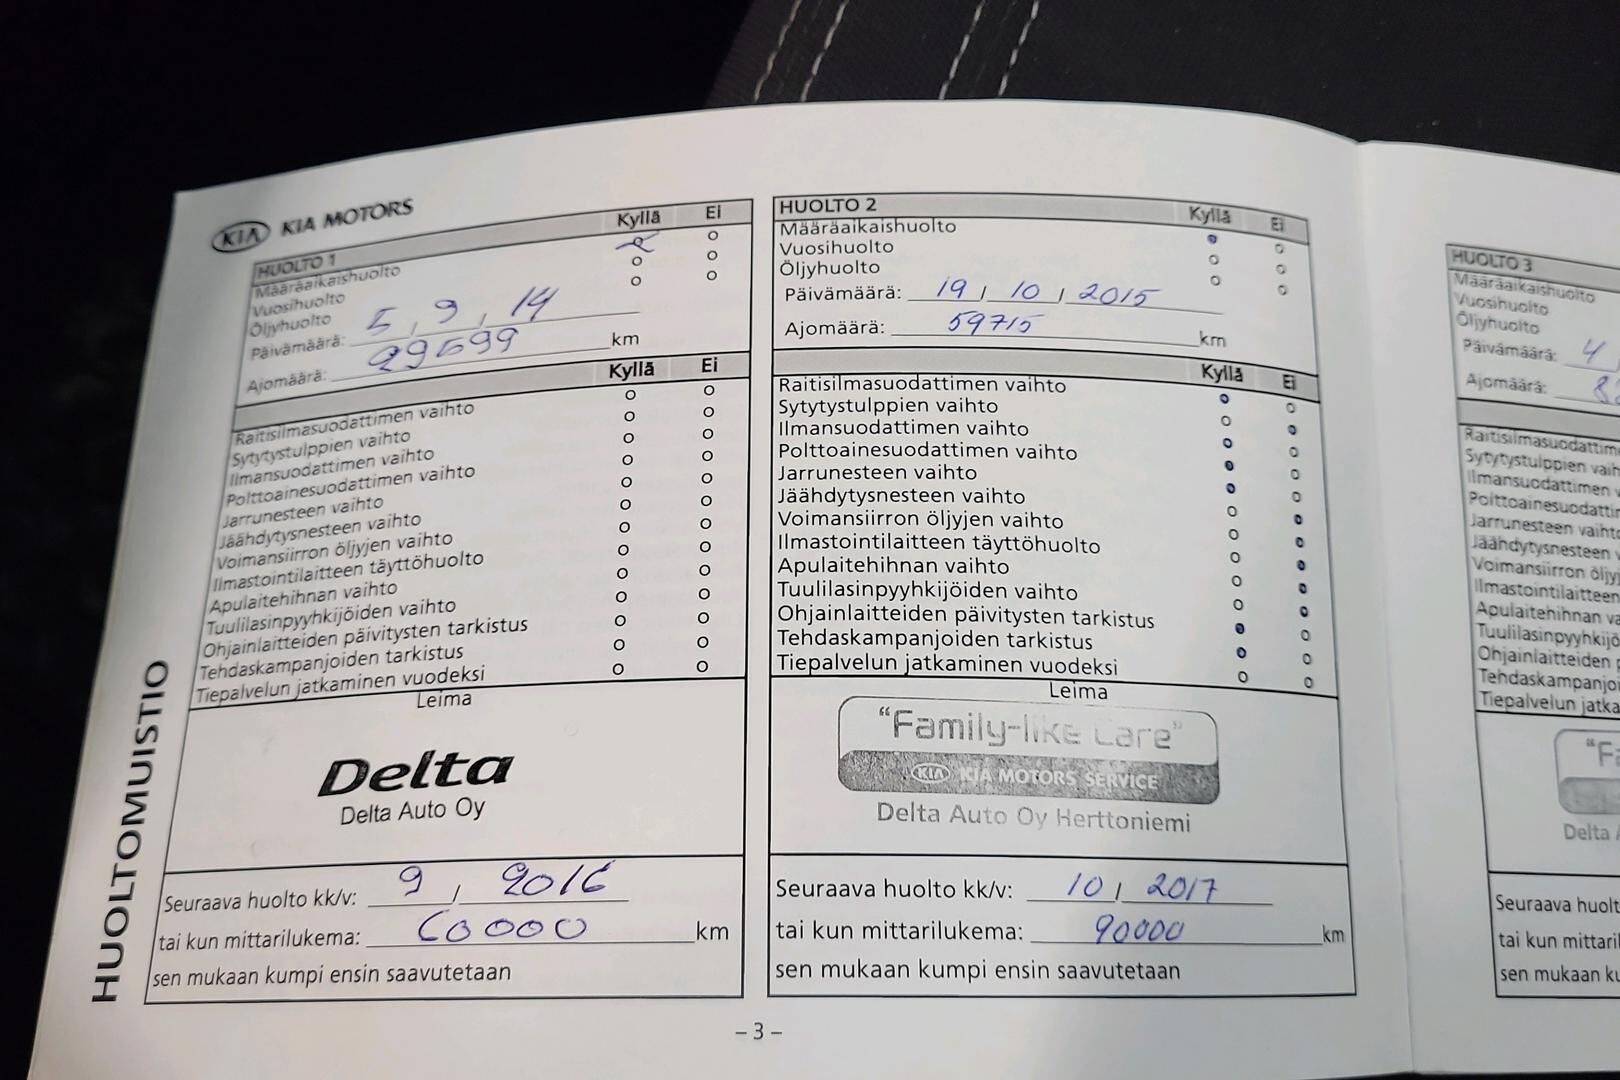 KIA KIA MOTORS
HUOLTOMUISTIO
HUOLTO 1 Kyllä Ei
Määräaikaishuolto
Vuosihuolto
Öljyhuolto
Päivämäärä: 5 , 9 , 14
Ajomäärä: 29599 km
Kyllä Ei
Raitisilmasuodattimen vaihto
Sytytystulppien vaihto
Ilmansuodattimen vaihto
Polttoainesuodattimen vaihto
Jarrunesteen vaihto
Jäähdytysnesteen vaihto
Voimansiirron öljyjen vaihto
Ilmastointilaitteen täyttöhuolto
Apulaitehihnan vaihto
Tuulilasinpyyhkijöiden vaihto
Ohjainlaitteiden päivitysten tarkistus
Tehdaskampanjoiden tarkistus
Tiepalvelun jatkaminen vuodeksi
Leima
Delta
Delta Auto Oy
Seuraava huolto kk/v: 9 / 2016
tai kun mittarilukema: 60000 km
sen mukaan kumpi ensin saavutetaan
HUOLTO 2 Kyllä Ei
Määräaikaishuolto
Vuosihuolto
Öljyhuolto
Päivämäärä: 19 / 10 / 2015
Ajomäärä: 59715 km
Kyllä Ei
Raitisilmasuodattimen vaihto
Sytytystulppien vaihto
Ilmansuodattimen vaihto
Polttoainesuodattimen vaihto
Jarrunesteen vaihto
Jäähdytysnesteen vaihto
Voimansiirron öljyjen vaihto
Ilmastointilaitteen täyttöhuolto
Apulaitehihnan vaihto
Tuulilasinpyyhkijöiden vaihto
Ohjainlaitteiden päivitysten tarkistus
Tehdaskampanjoiden tarkistus
Tiepalvelun jatkaminen vuodeksi
Leima
"Family-like Care"
KIA KIA MOTORS SERVICE
Delta Auto Oy Herttoniemi
Seuraava huolto kk/v: 10 / 2017
tai kun mittarilukema: 90000 km
sen mukaan kumpi ensin saavutetaan
– 3 –
HUOLTO 3
Määräaikaishuolto
Vuosihuolto
Öljyhuolto
Päivämäärä: 4
Ajomäärä:
Raitisilmasuodattim
Sytytystulppien vaih
Ilmansuodattimen v
Polttoainesuodattin
Jarrunesteen vaihto
Jäähdytysnesteen v
Voimansiirron öljyj
Ilmastointilaitteen
Apulaitehihnan va
Tuulilasinpyyhkijö
Ohjainlaitteiden p
Tehdaskampanjoi
Tiepalvelun jatka
"Fa
Delta
Seuraava huolt
tai kun mittaril
sen mukaan ku